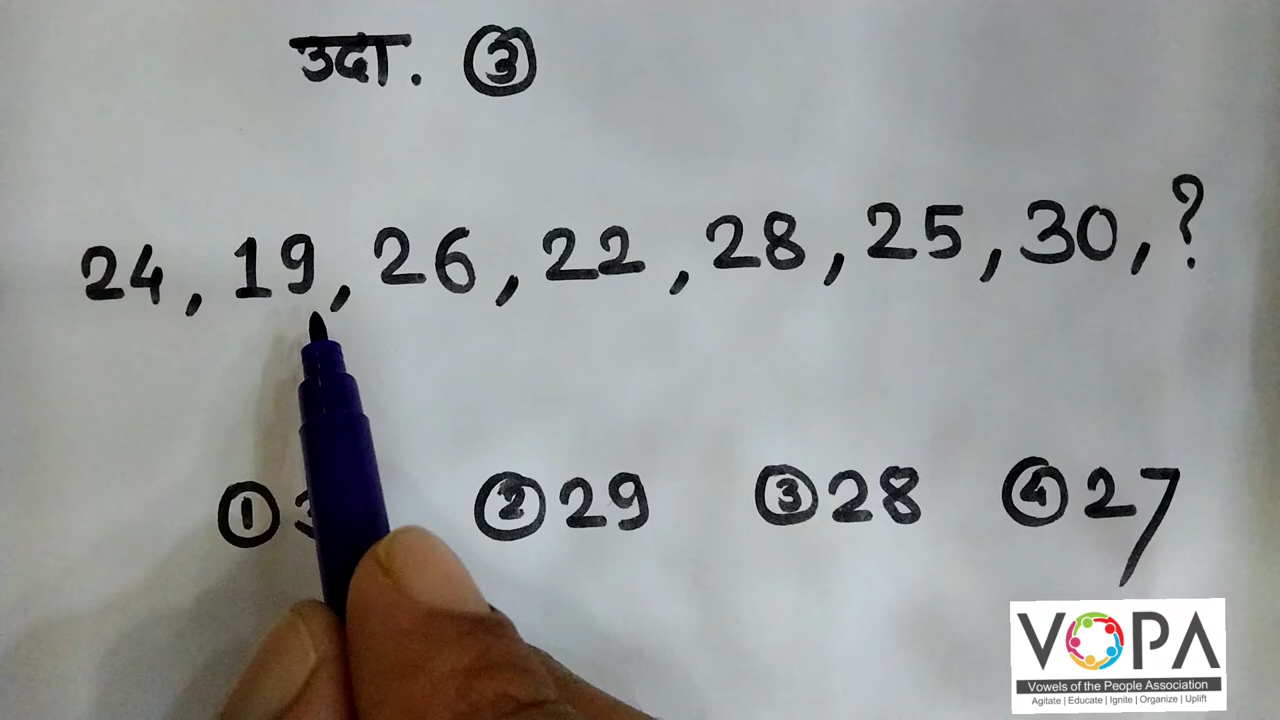 उदा. ③
24, 19, 26, 22, 28, 25, 30, ?
① ② 29 ③ 28 ④ 27
VOPA
Vowels of the People Association
Agitate | Educate | Ignite | Organize | Uplift